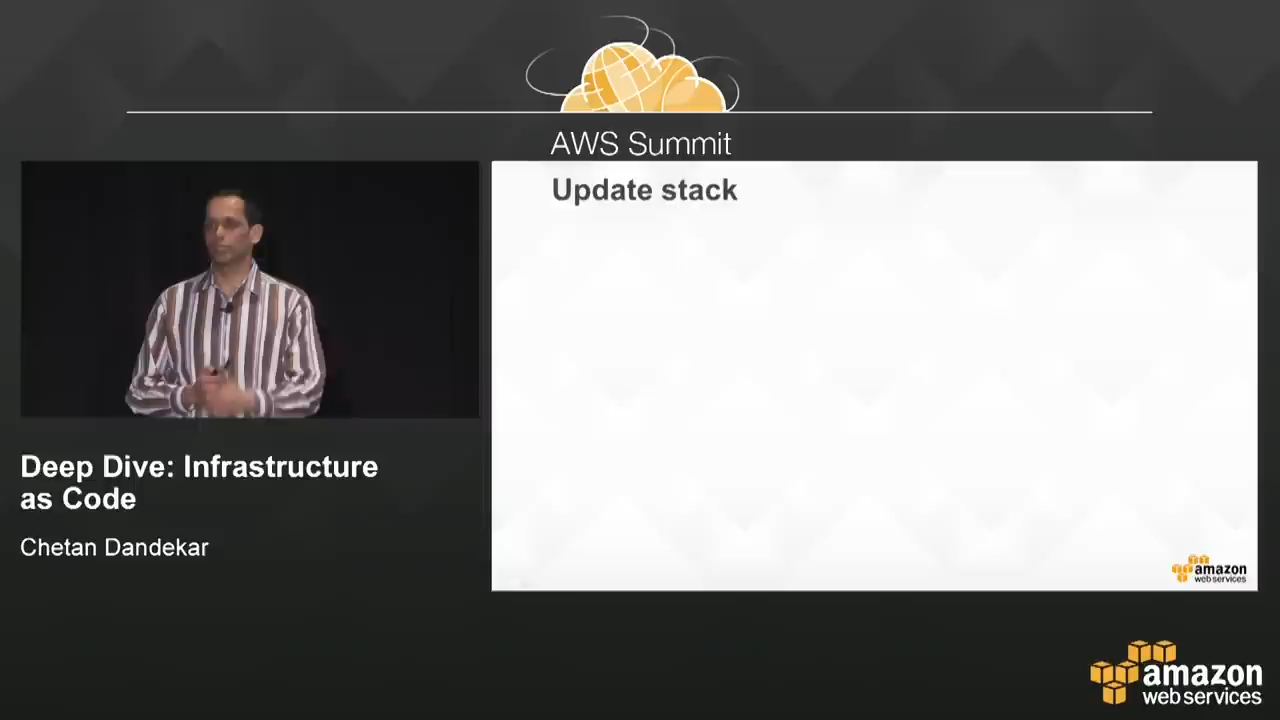 AWS Summit
Update stack
Deep Dive: Infrastructure
as Code
Chetan Dandekar
amazon
web services
amazon
web services